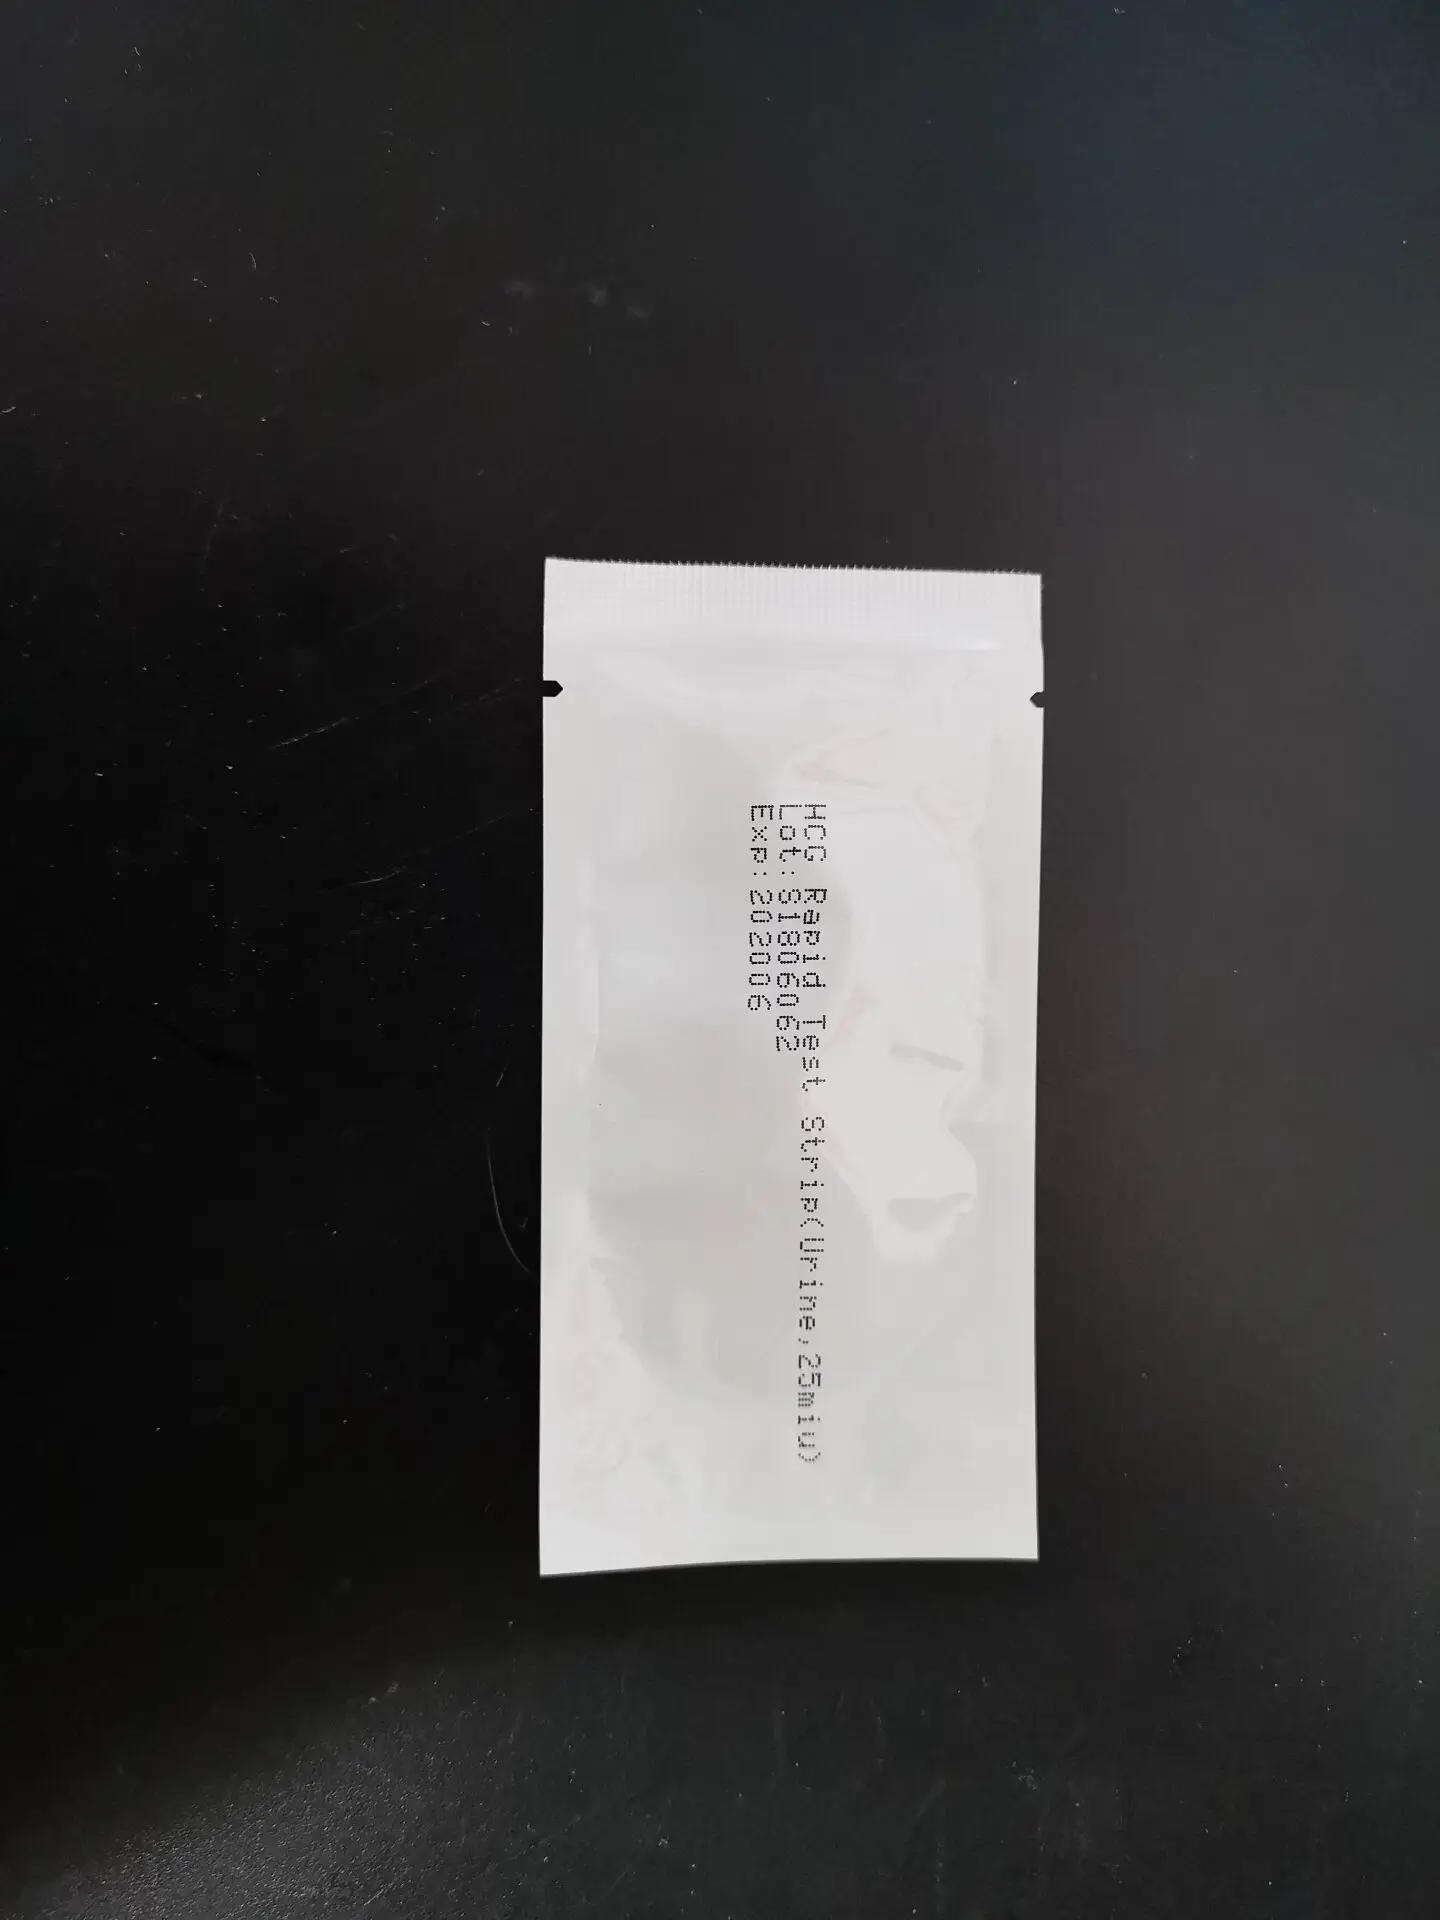 HCG Rapid Test Strip(Urine,25miu)
Lot:S1806062
Exp:202006